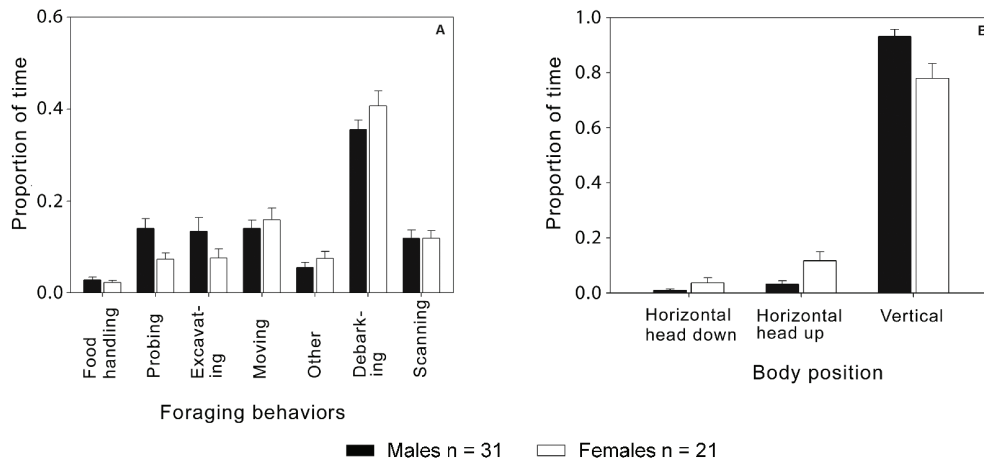 A
Proportion of time
0.6
0.4
0.2
0.0
Food
handling
Probing
Excavat-
ing
Moving
Other
Debark-
ing
Scanning
Foraging behaviors
B
Proportion of time
1.0
0.8
0.6
0.4
0.2
0.0
Horizontal
head down
Horizontal
head up
Vertical
Body position
Males n = 31
Females n = 21